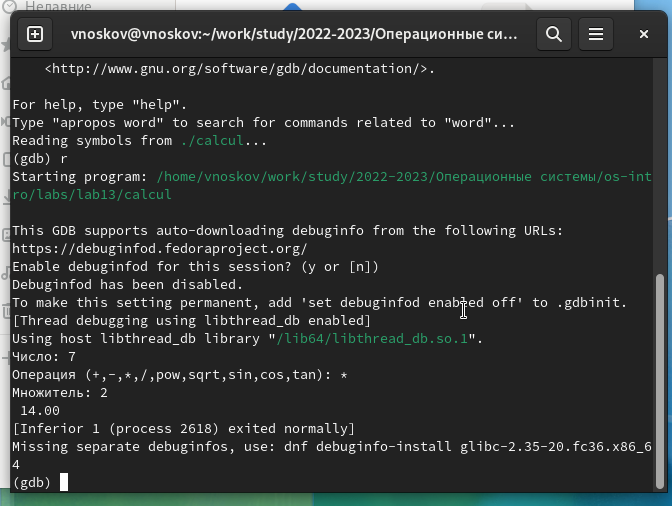 Недавние
vnoskov@vnoskov:~/work/study/2022-2023/Операционные си...
<http://www.gnu.org/software/gdb/documentation/>.
For help, type "help".
Type "apropos word" to search for commands related to "word"...
Reading symbols from ./calcul...
(gdb) r
Starting program: /home/vnoskov/work/study/2022-2023/Операционные системы/os-int
ro/labs/lab13/calcul
This GDB supports auto-downloading debuginfo from the following URLs:
https://debuginfod.fedoraproject.org/
Enable debuginfod for this session? (y or [n])
Debuginfod has been disabled.
To make this setting permanent, add 'set debuginfod enabled off' to .gdbinit.
[Thread debugging using libthread_db enabled]
Using host libthread_db library "/lib64/libthread_db.so.1".
Число: 7
Операция (+,-,*,/,pow,sqrt,sin,cos,tan): *
Множитель: 2
14.00
[Inferior 1 (process 2618) exited normally]
Missing separate debuginfos, use: dnf debuginfo-install glibc-2.35-20.fc36.x86_6
4
(gdb)